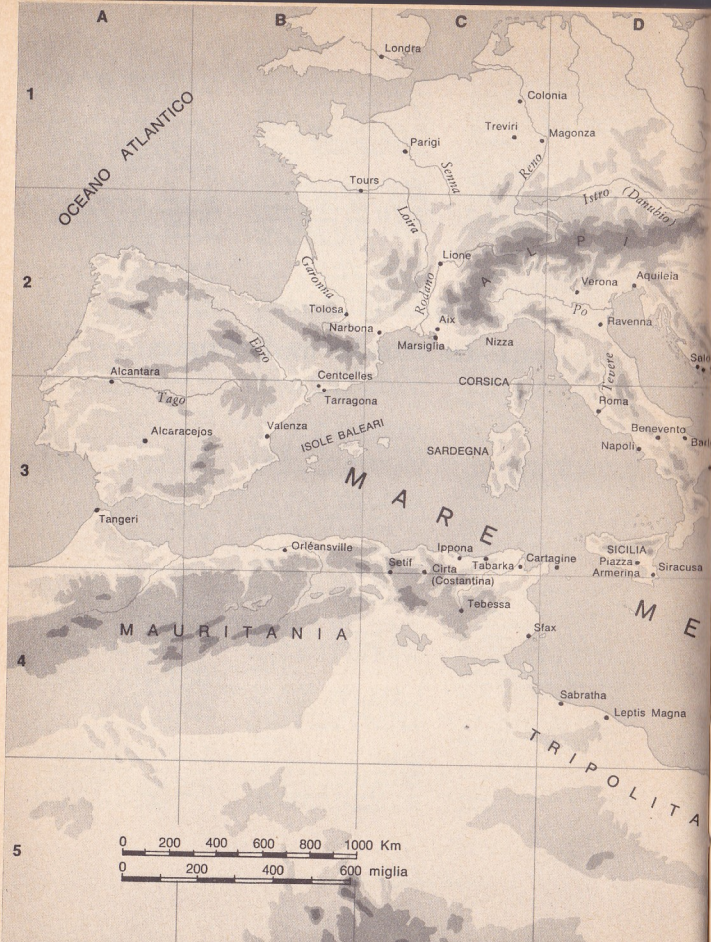 A
B
C
D
1
2
3
4
5
OCEANO ATLANTICO
Londra
Colonia
Treviri
Magonza
Parigi
Senna
Reno
Tours
Loira
Istro (Danubio)
ALPI
Lione
Garonna
Rodano
Verona
Aquileia
Po
Tolosa
Narbona
Aix
Marsiglia
Nizza
Ravenna
Ebro
Tevere
Alcantara
Tago
Centcelles
Tarragona
CORSICA
Roma
Alcaracejos
Valenza
ISOLE BALEARI
SARDEGNA
Benevento
Napoli
MARE
Tangeri
Orléansville
Ippona
Setif
Cirta
(Costantina)
Tabarka
Cartagine
SICILIA
Piazza
Armerina
Siracusa
Tebessa
ME
MAURITANIA
Sfax
Sabratha
Leptis Magna
TRIPOLITA
0 200 400 600 800 1000 Km
0 200 400 600 miglia